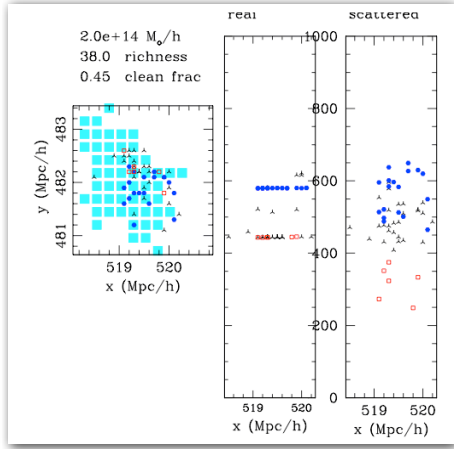 real scattered
2.0e+14 M₀/h
38.0 richness
0.45 clean frac
1000
800
600
400
200
0
483
482
481
y (Mpc/h)
519 520
x (Mpc/h)
519 520
x (Mpc/h)
519 520
x (Mpc/h)